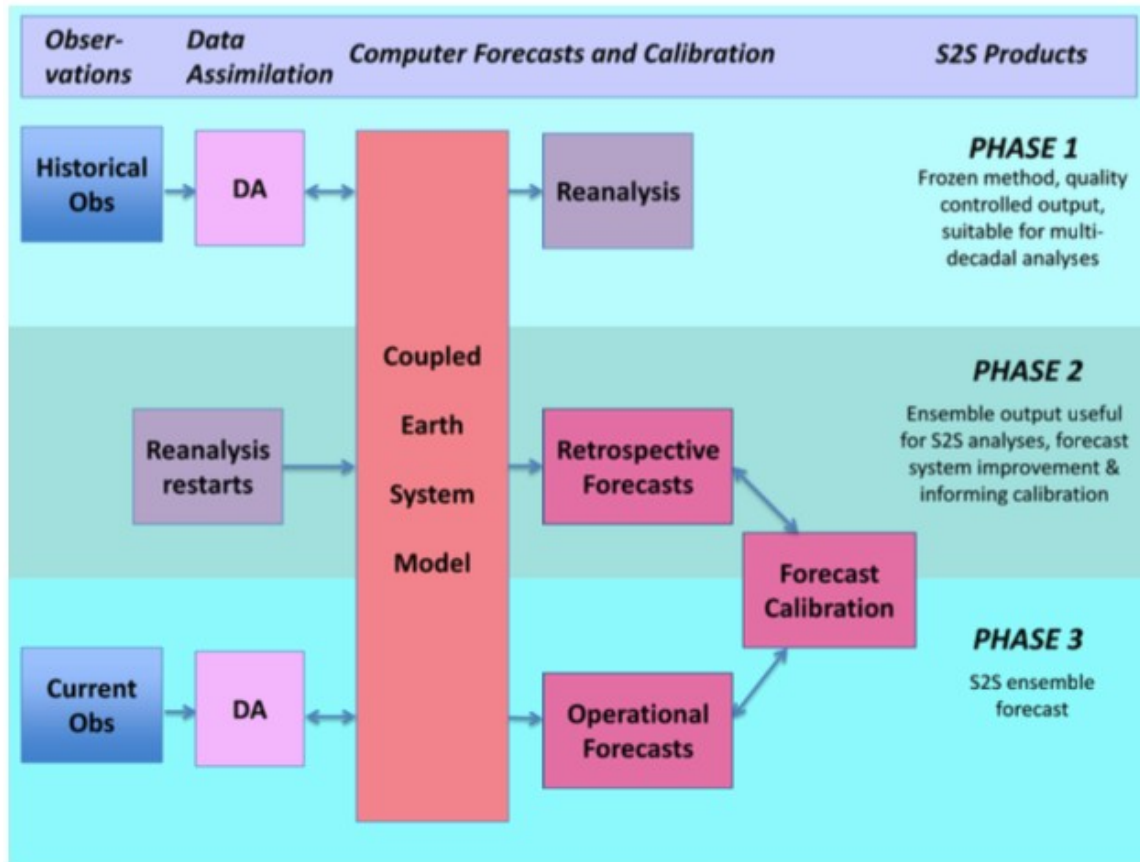 Obser-
vations
Data
Assimilation
Computer Forecasts and Calibration
S2S Products
Historical
Obs
DA
Reanalysis
PHASE 1
Frozen method, quality
controlled output,
suitable for multi-
decadal analyses
Coupled
Earth
System
Model
Reanalysis
restarts
Retrospective
Forecasts
PHASE 2
Ensemble output useful
for S2S analyses, forecast
system improvement &
informing calibration
Forecast
Calibration
Current
Obs
DA
Operational
Forecasts
PHASE 3
S2S ensemble
forecast